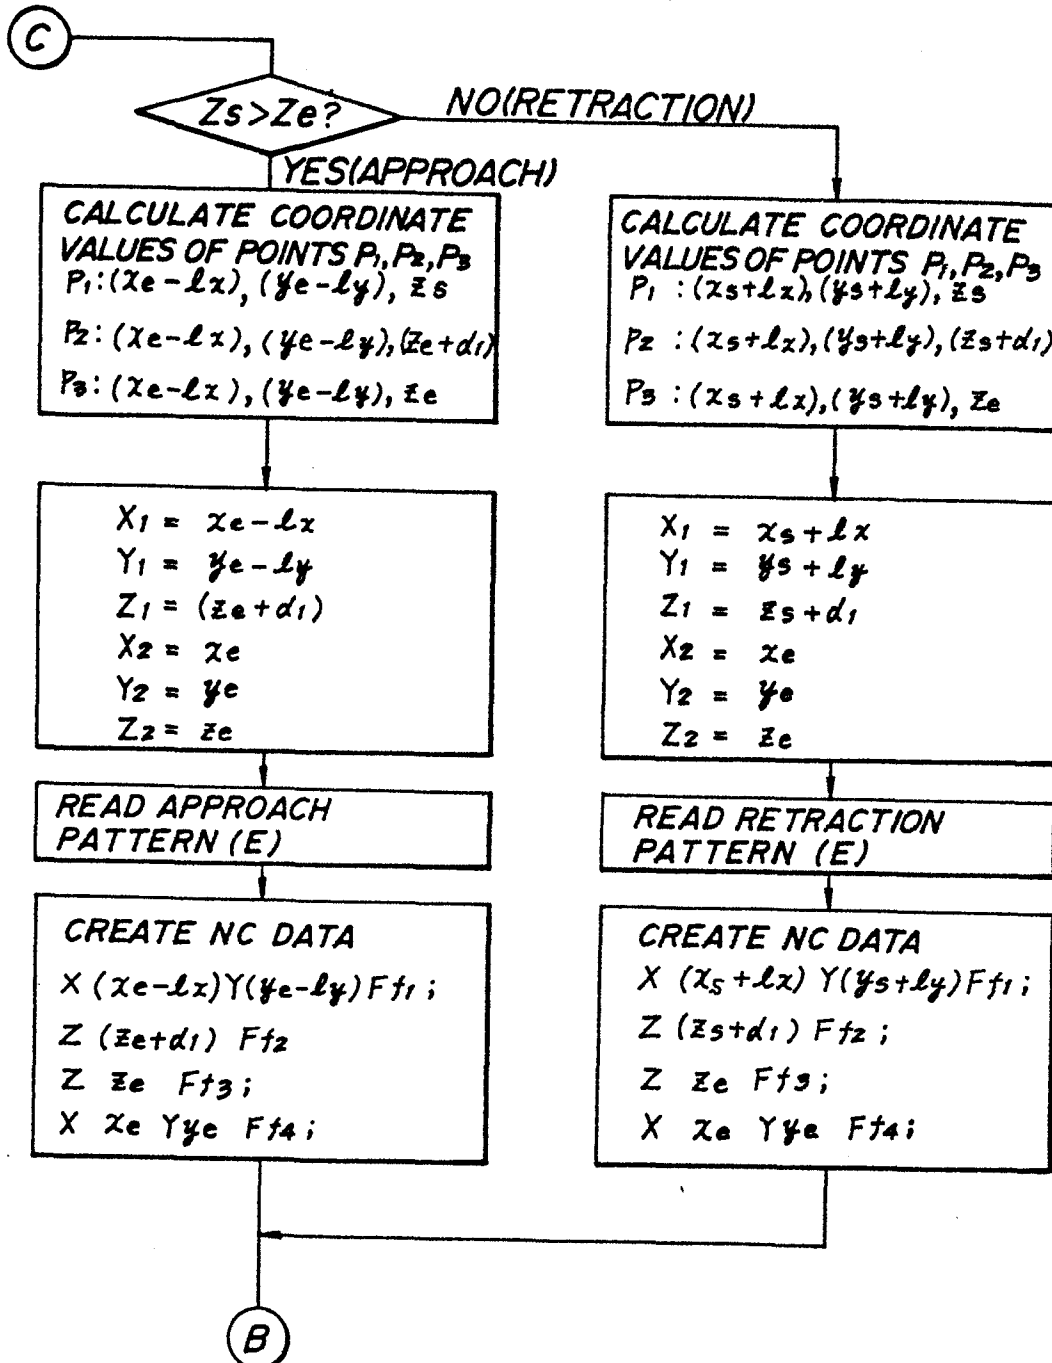 C
Zs>Ze?
NO(RETRACTION)
YES(APPROACH)
CALCULATE COORDINATE
VALUES OF POINTS P1,P2,P3
P1:(xe-lx),(ye-ly), zs
P2:(xe-lx),(ye-ly),(ze+d1)
P3:(xe-lx),(ye-ly), ze
X1 = xe-lx
Y1 = ye-ly
Z1 = (ze+d1)
X2 = xe
Y2 = ye
Z2 = ze
READ APPROACH
PATTERN (E)
CREATE NC DATA
X (xe-lx)Y(ye-ly)Ff1;
Z (ze+d1) Ff2
Z ze Ff3;
X xe Yye Ff4;
CALCULATE COORDINATE
VALUES OF POINTS P1,P2,P3
P1 :(xs+lx),(ys+ly), zs
P2 :(xs+lx),(ys+ly),(zs+d1)
P3 :(xs+lx),(ys+ly), ze
X1 = xs+lx
Y1 = ys+ly
Z1 = zs+d1
X2 = xe
Y2 = ye
Z2 = ze
READ RETRACTION
PATTERN (E)
CREATE NC DATA
X (xs+lx) Y(ys+ly)Ff1;
Z (zs+d1) Ff2;
Z ze Ff3;
X xe Yye Ff4;
B